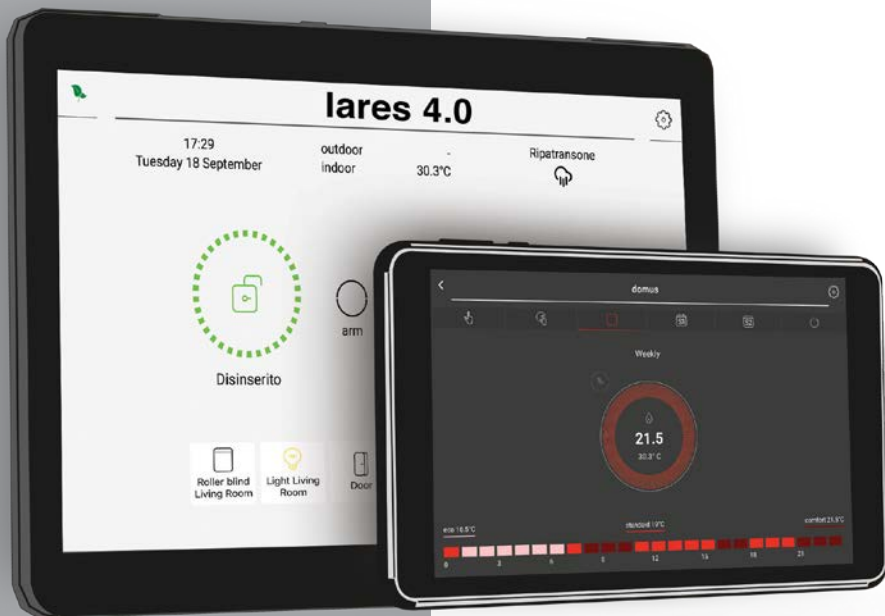 lares 4.0
17:29
Tuesday 18 September
outdoor -
indoor 30.3°C
Ripatransone
Disinserito
arm
Roller blind
Living Room
Light Living
Room
Door
domus
Weekly
21.5
30.3° C
eco 16.5°C
standard 19°C
comfort 21.5°C
0 3 6 9 12 15 18 21